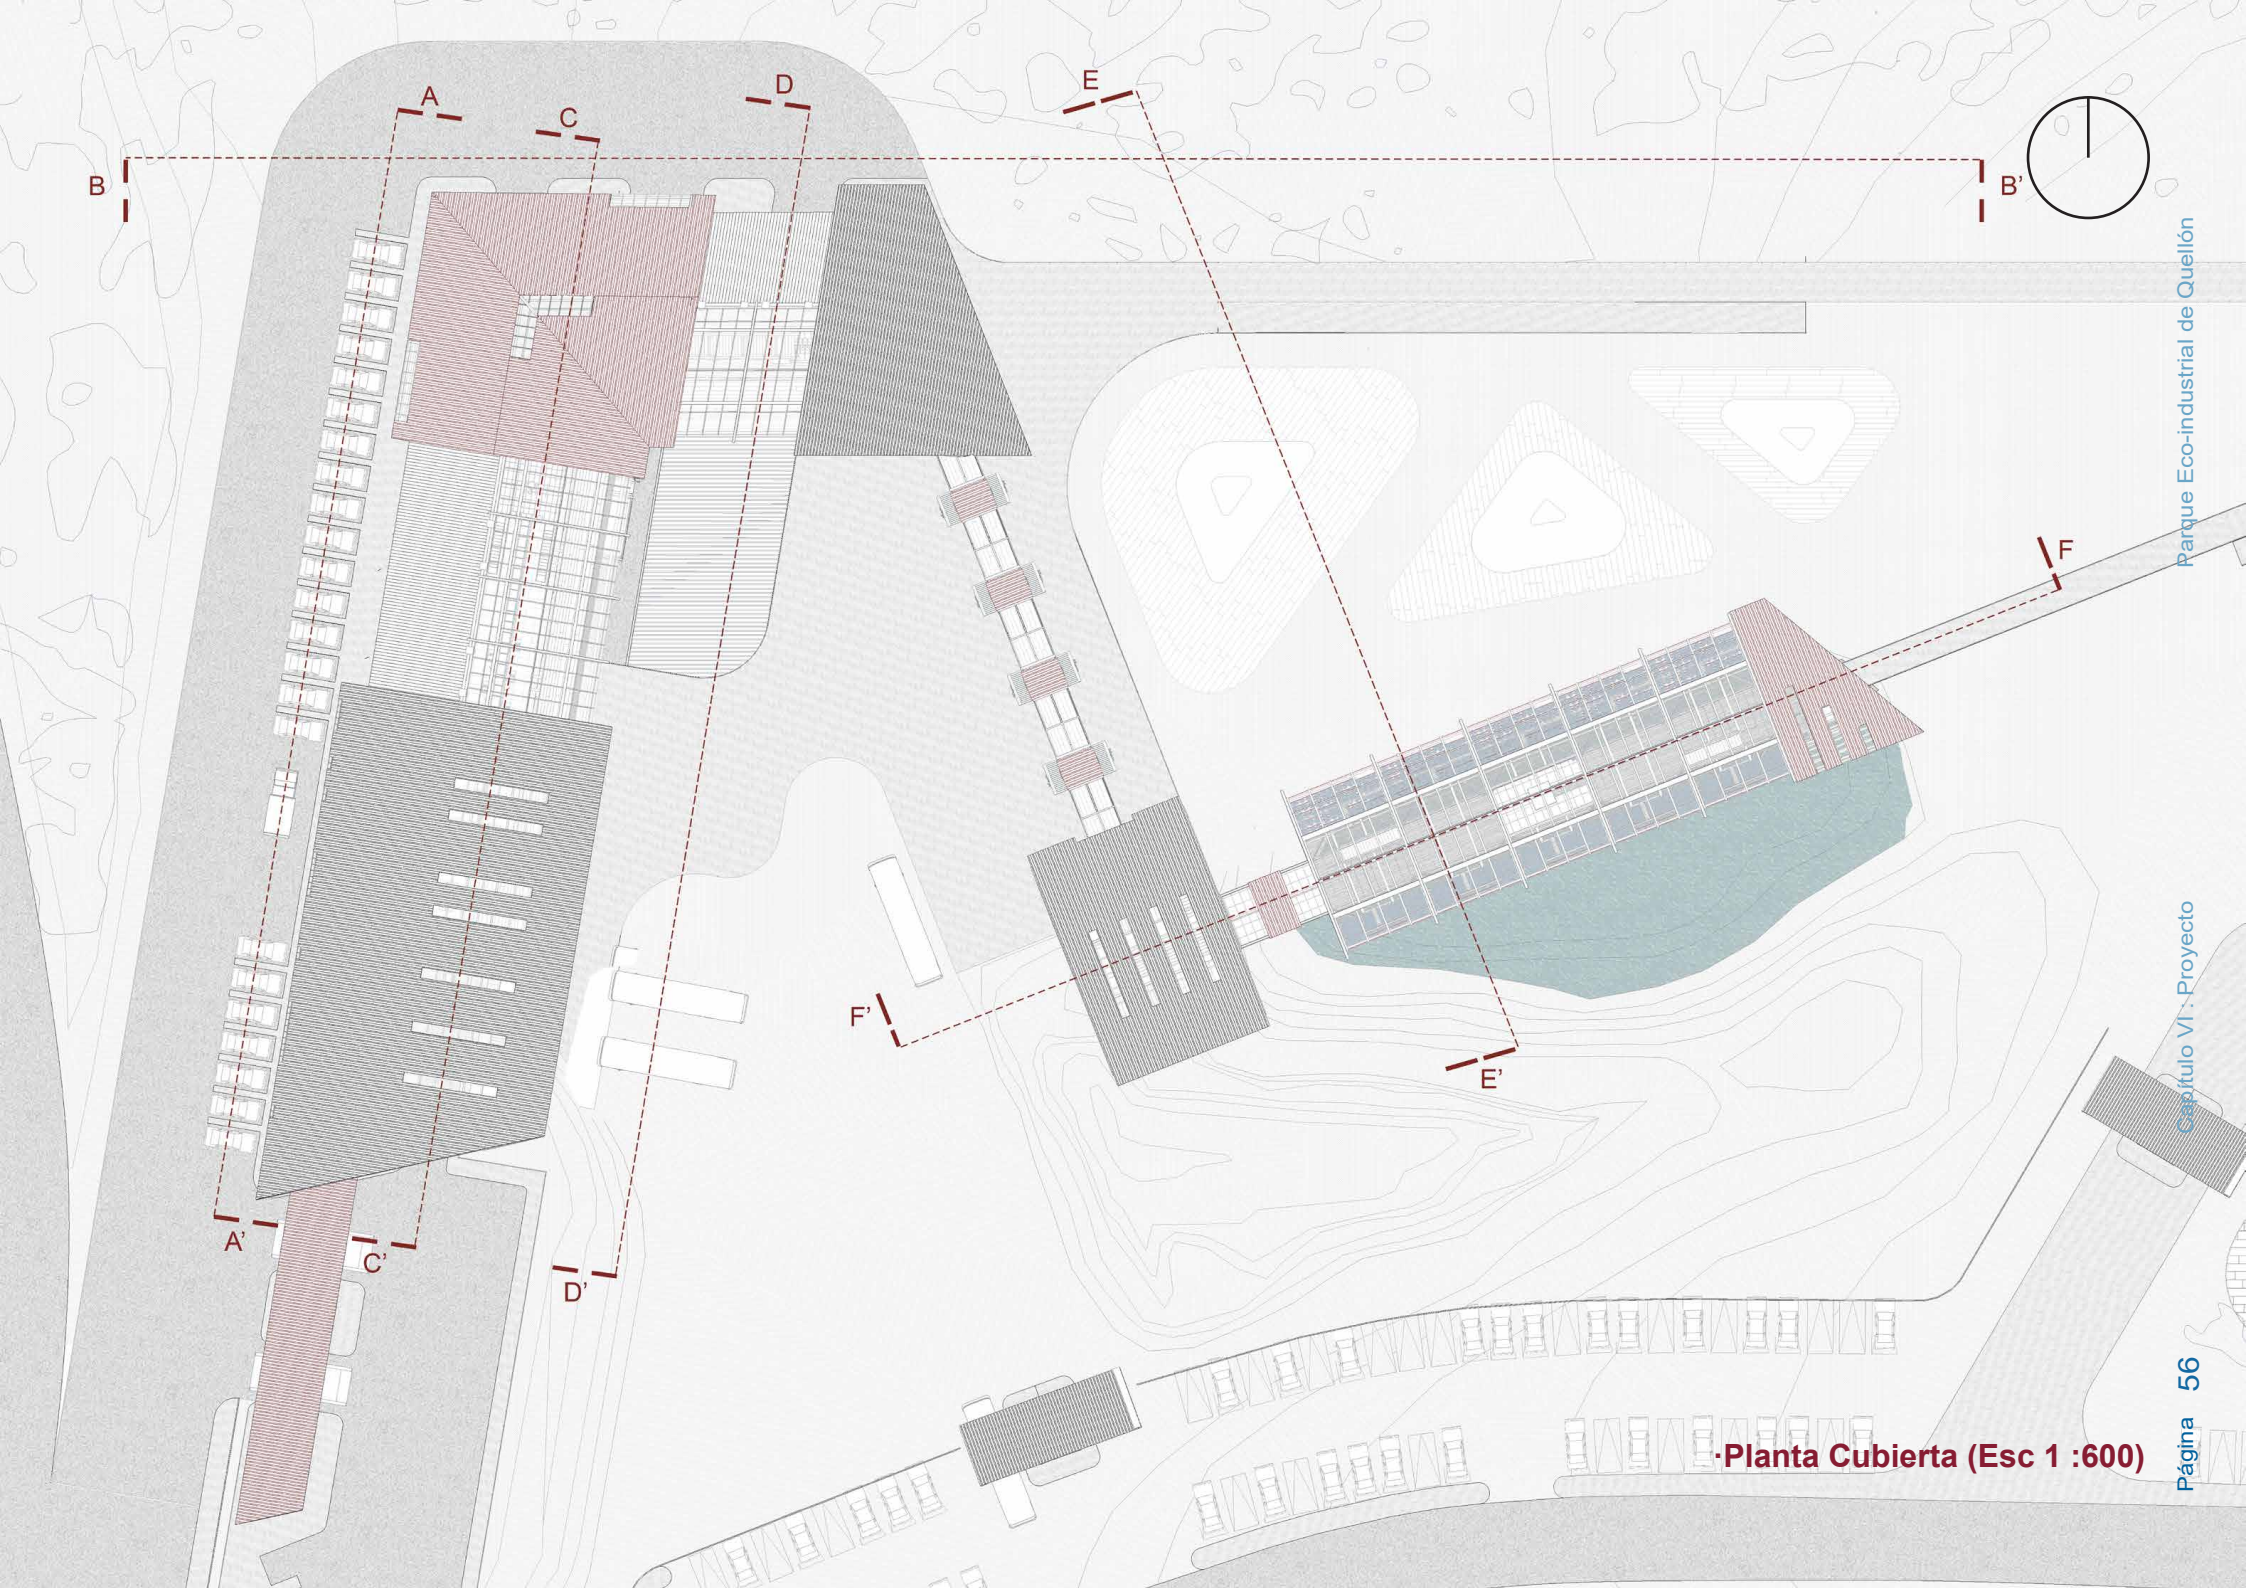 A
C
D
E
B
B’
F
F’
E’
A’
C’
D’
Parque Eco-industrial de Quellón
Capítulo VI : Proyecto
Página 56
·Planta Cubierta (Esc 1 :600)